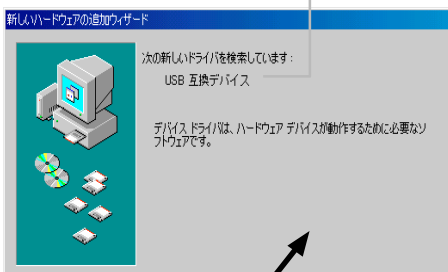 新しいハードウェアの追加ウィザード
次の新しいドライバを検索しています：
USB 互換デバイス
デバイス ドライバは、ハードウェア デバイスが動作するために必要なソ
フトウェアです。